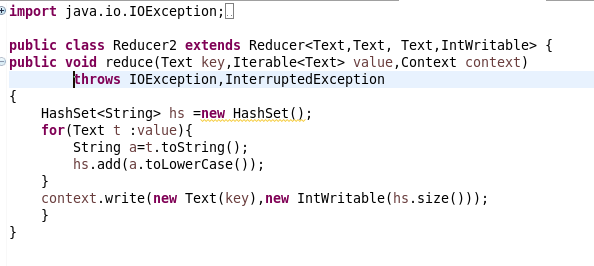 import java.io.IOException;
public class Reducer2 extends Reducer<Text,Text, Text,IntWritable> {
public void reduce(Text key,Iterable<Text> value,Context context)
throws IOException,InterruptedException
{
HashSet<String> hs =new HashSet();
for(Text t :value){
String a=t.toString();
hs.add(a.toLowerCase());
}
context.write(new Text(key),new IntWritable(hs.size()));
}
}